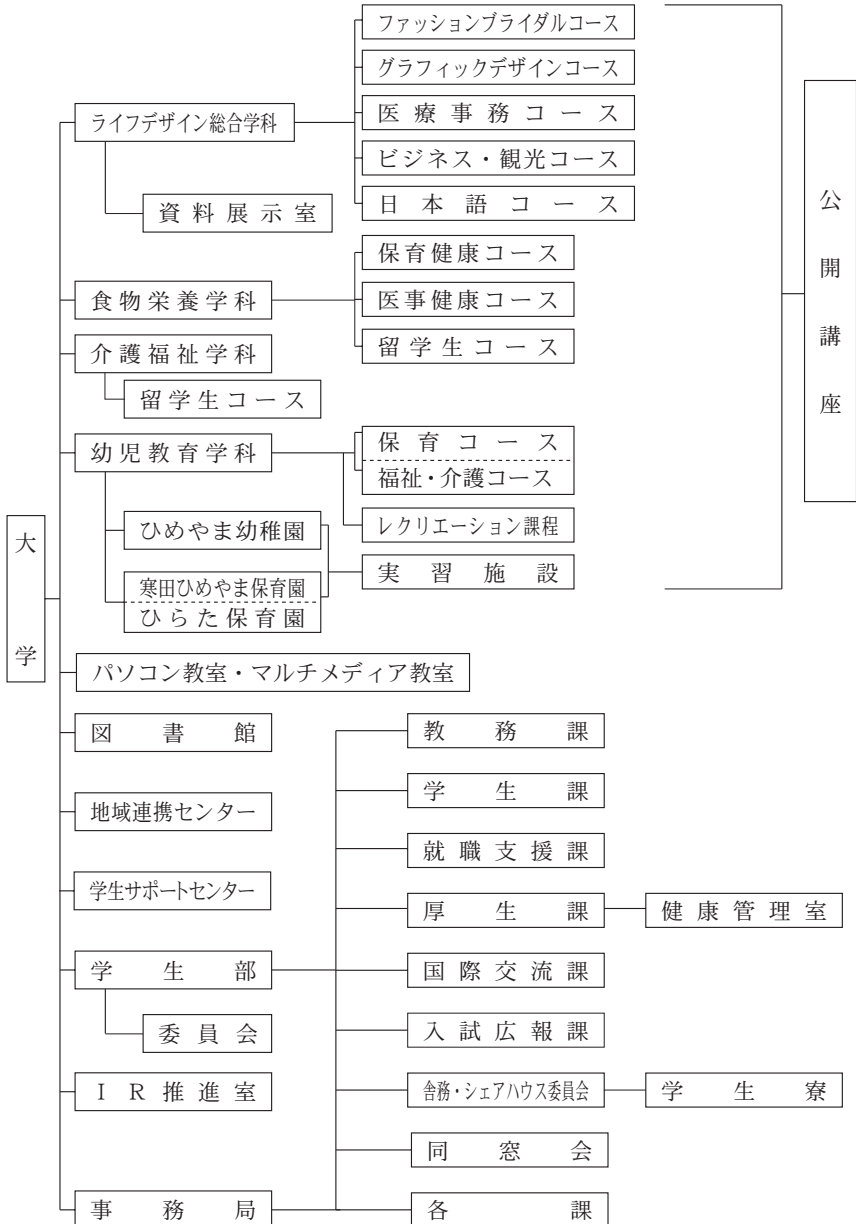 ファッションブライダルコース
グラフィックデザインコース
ライフデザイン総合学科
医療事務コース
ビジネス・観光コース
資料展示室
日本語コース
公開講座
保育健康コース
食物栄養学科
医事健康コース
介護福祉学科
留学生コース
留学生コース
幼児教育学科
保育コース
福祉・介護コース
大学
ひめやま幼稚園
レクリエーション課程
寒田ひめやま保育園
ひらた保育園
実習施設
パソコン教室・マルチメディア教室
図書館
教務課
学生課
地域連携センター
就職支援課
学生サポートセンター
厚生課
健康管理室
学生部
国際交流課
委員会
入試広報課
IR推進室
舎務・シェアハウス委員会
学生寮
同窓会
事務局
各課